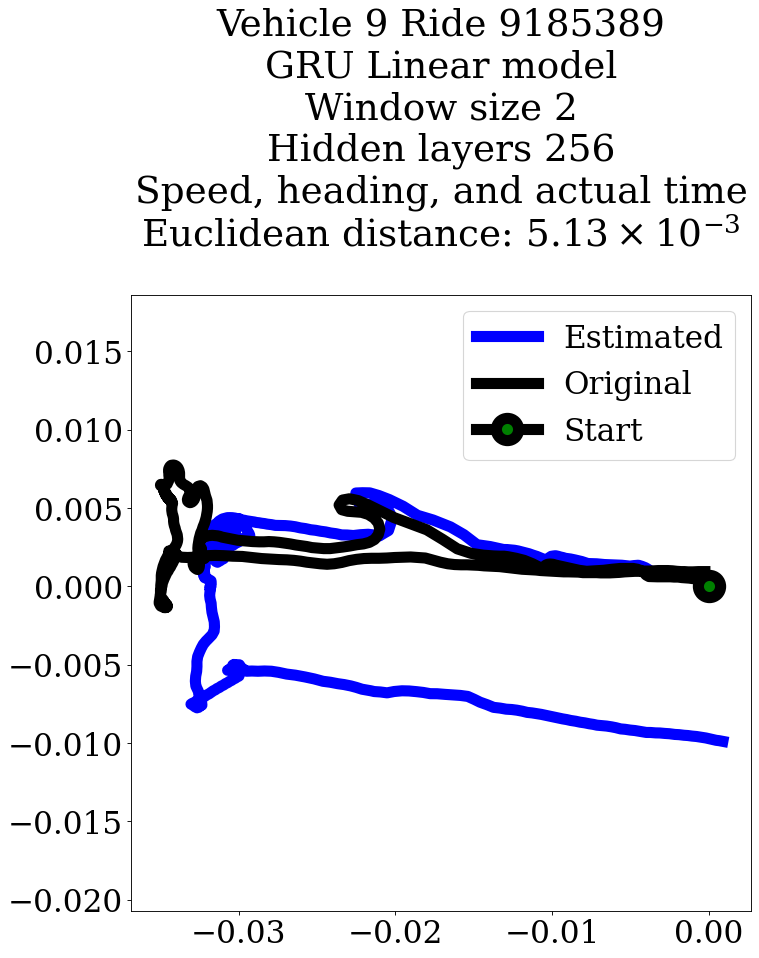 Vehicle 9 Ride 9185389
GRU Linear model
Window size 2
Hidden layers 256
Speed, heading, and actual time
Euclidean distance: 5.13 × 10⁻³
Estimated
Original
Start
0.015
0.010
0.005
0.000
−0.005
−0.010
−0.015
−0.020
−0.03 −0.02 −0.01 0.00